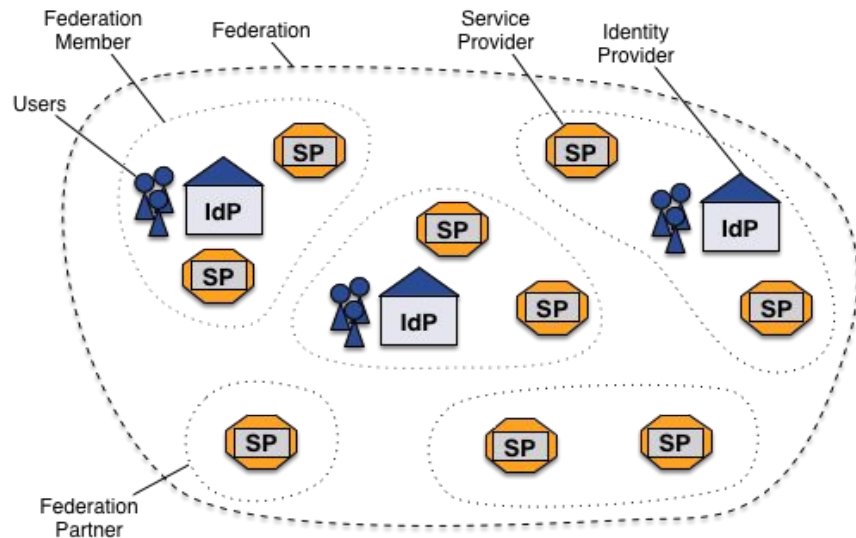 Federation
Member
Federation
Service
Provider
Identity
Provider
Users
SP
SP
IdP
IdP
SP
SP
IdP
SP
SP
SP
SP
SP
Federation
Partner